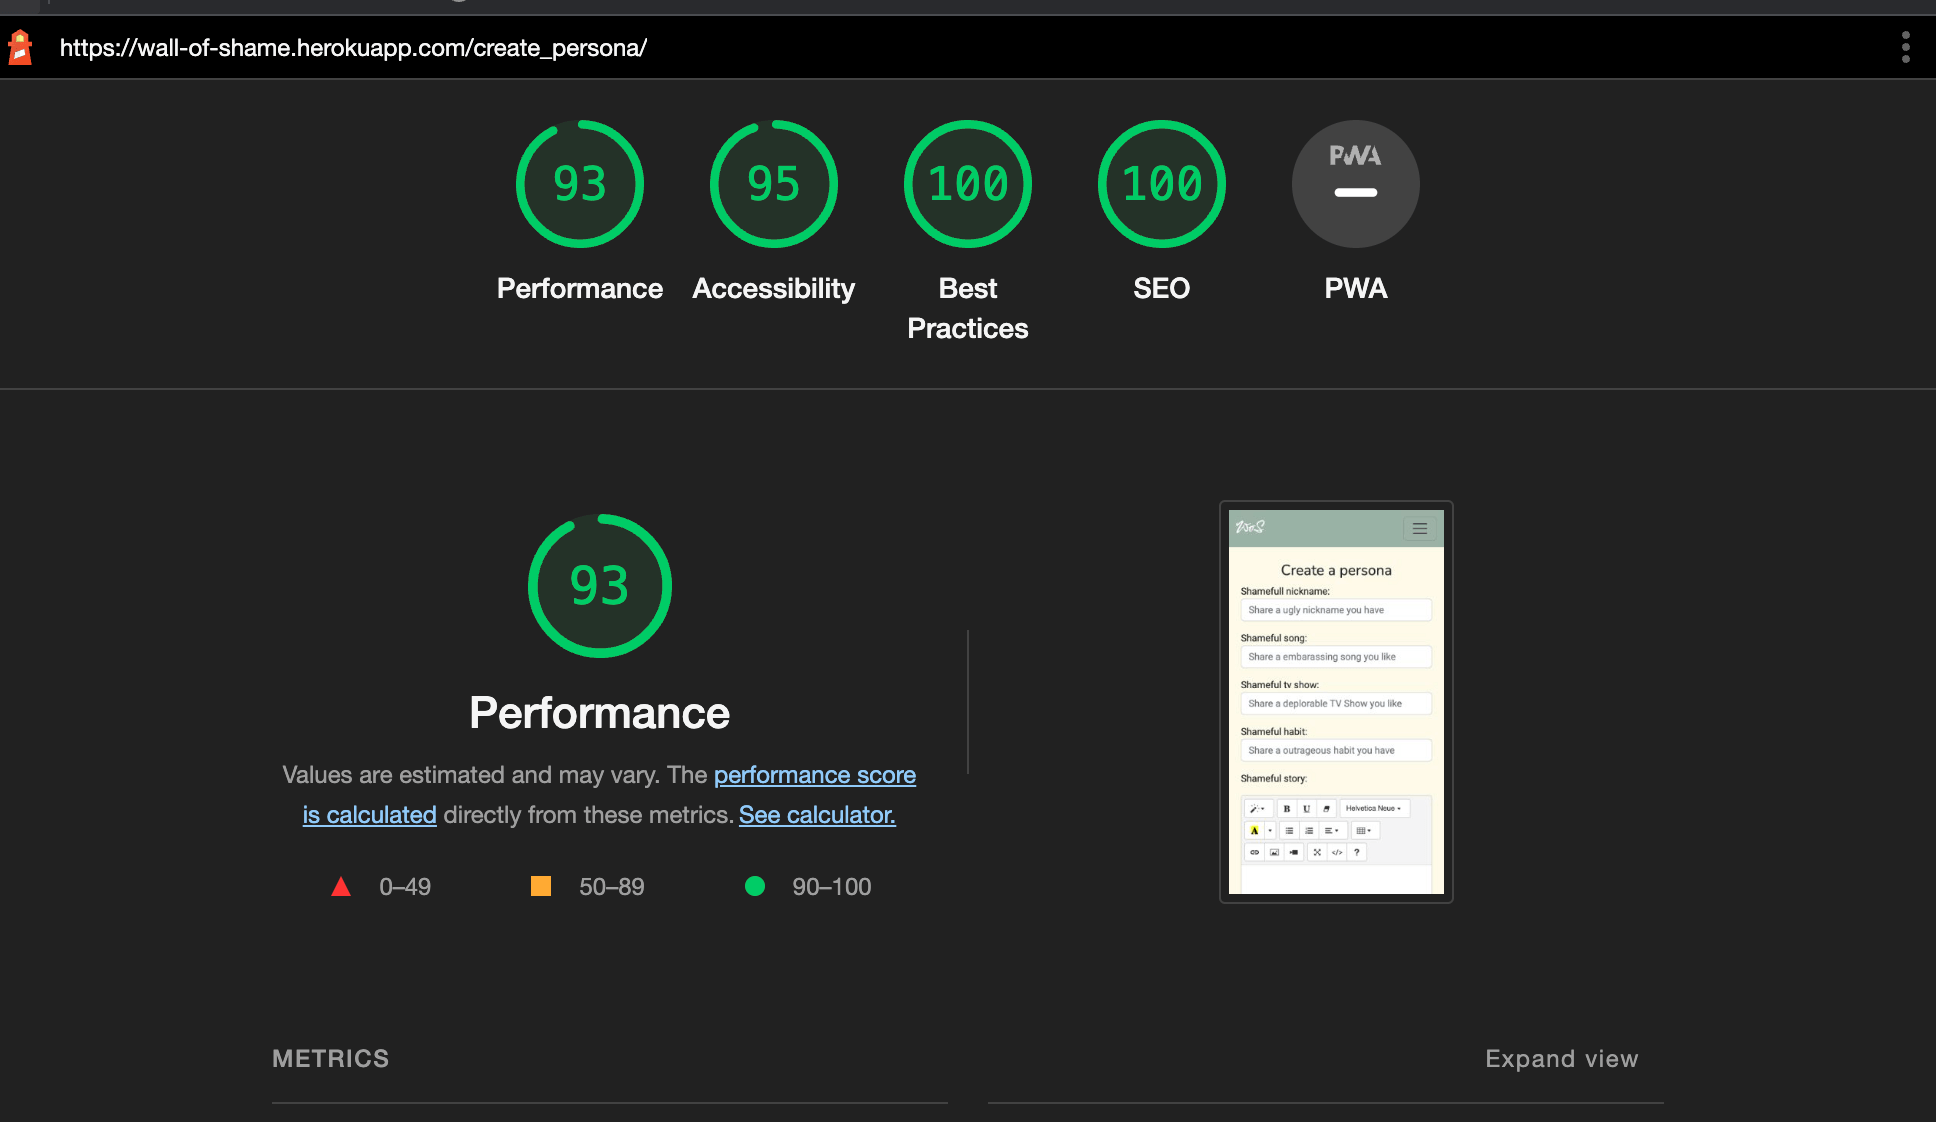 https://wall-of-shame.herokuapp.com/create_persona/
93
95
100
100
PWA
Performance
Accessibility
Best
Practices
SEO
PWA
93
Performance
Values are estimated and may vary. The performance score
is calculated directly from these metrics. See calculator.
0–49
50–89
90–100
WoS
Create a persona
Shamefull nickname:
Share a ugly nickname you have
Shameful song:
Share a embarassing song you like
Shameful tv show:
Share a deplorable TV Show you like
Shameful habit:
Share a outrageous habit you have
Shameful story:
B U Helvetica Neue
A
</> ?
METRICS
Expand view